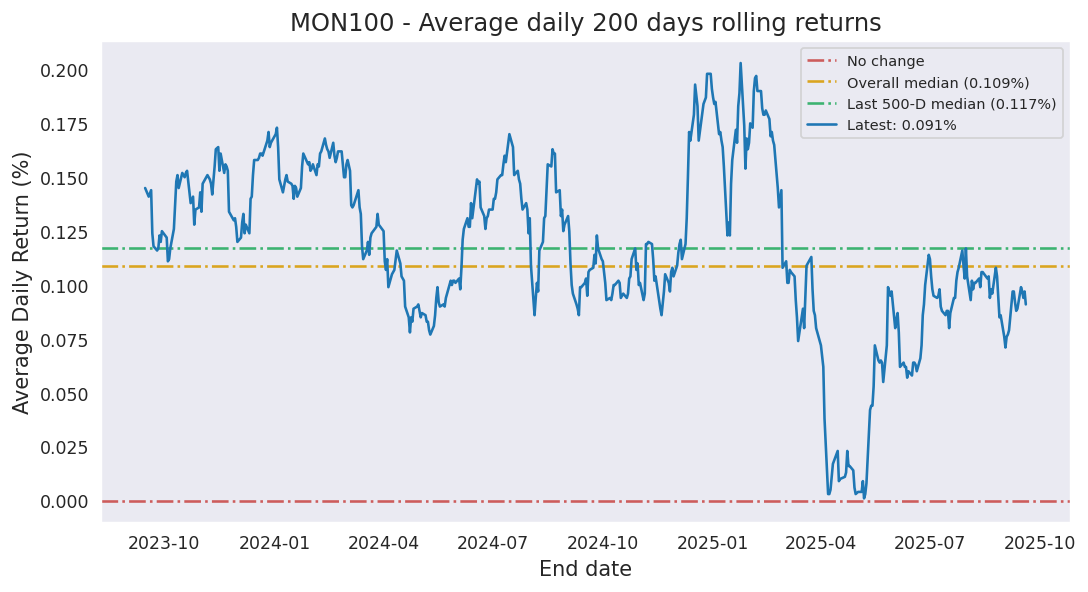 MON100 - Average daily 200 days rolling returns
No change
Overall median (0.109%)
Last 500-D median (0.117%)
Latest: 0.091%
Average Daily Return (%)
0.200
0.175
0.150
0.125
0.100
0.075
0.050
0.025
0.000
2023-10 2024-01 2024-04 2024-07 2024-10 2025-01 2025-04 2025-07 2025-10
End date